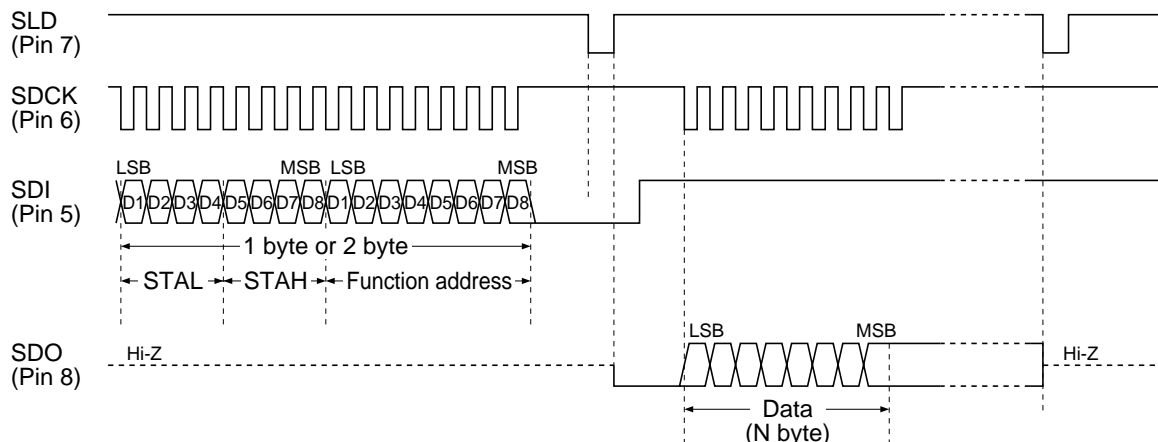 SLD
(Pin 7)
SDCK
(Pin 6)
LSB MSB LSB MSB
SDI
(Pin 5)
D1 D2 D3 D4 D5 D6 D7 D8 D1 D2 D3 D4 D5 D6 D7 D8
1 byte or 2 byte
STAL STAH Function address
SDO
(Pin 8)
Hi-Z LSB MSB Hi-Z
Data
(N byte)